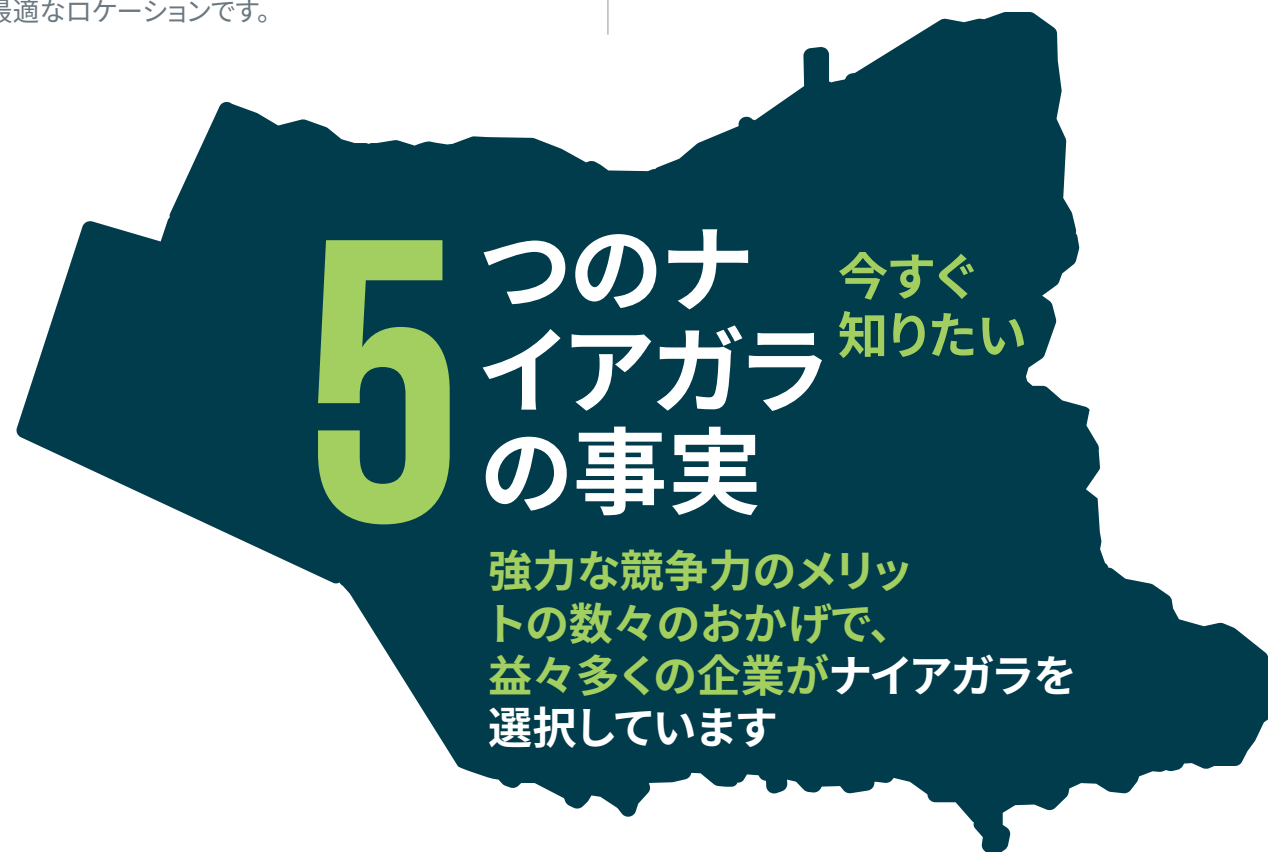 最適なロケーションです。
5
つのナ
イアガラ
の事実
今すぐ
知りたい
強力な競争力のメリッ
トの数々のおかげで、
益々多くの企業がナイアガラを
選択しています